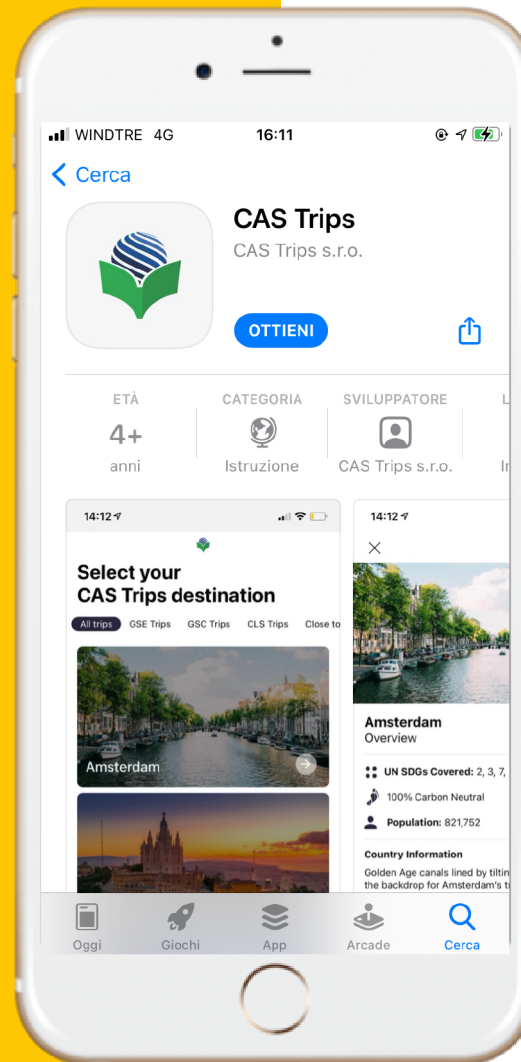 WINDTRE 4G 16:11
Cerca
CAS Trips
CAS Trips s.r.o.
OTTIENI
ETÀ CATEGORIA SVILUPPATORE L
4+
anni Istruzione CAS Trips s.r.o.
14:12
Select your
CAS Trips destination
All trips GSE Trips GSC Trips CLS Trips Close to
Amsterdam
14:12
Amsterdam
Overview
UN SDGs Covered: 2, 3, 7,
100% Carbon Neutral
Population: 821,752
Country Information
Golden Age canals lined by tiltin
the backdrop for Amsterdam's
Oggi Giochi App Arcade Cerca